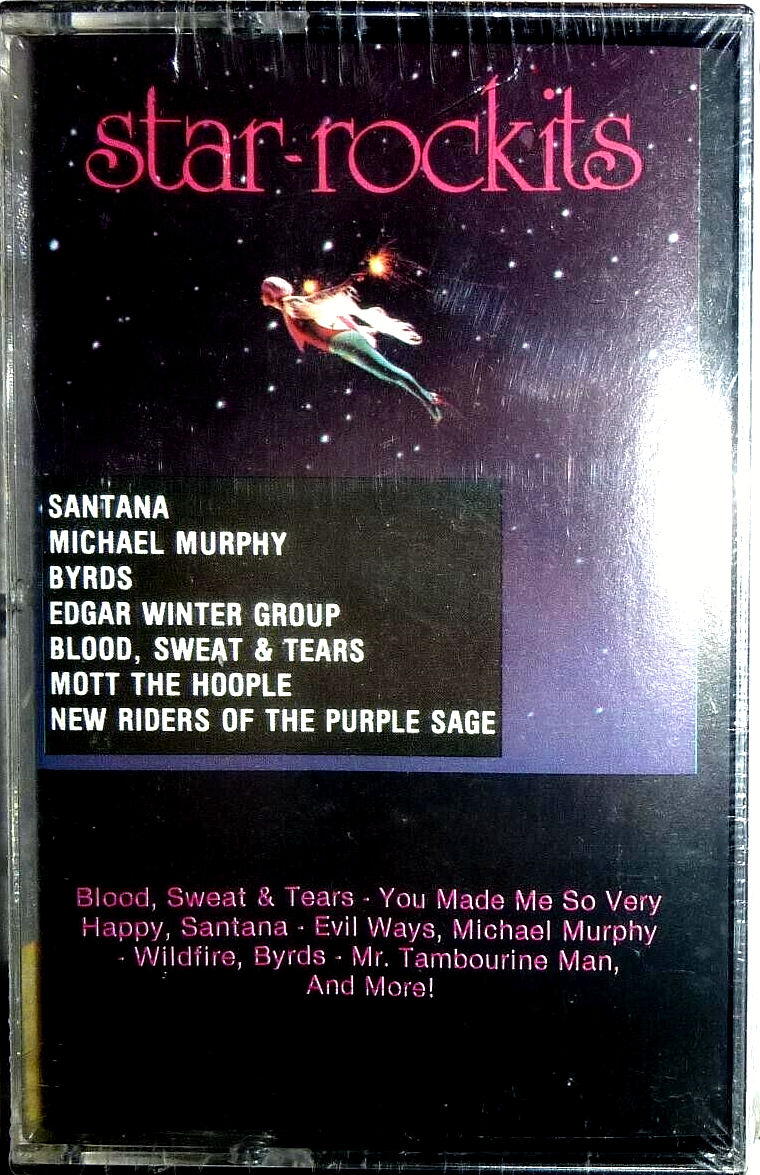 star-rockits
SANTANA
MICHAEL MURPHY
BYRDS
EDGAR WINTER GROUP
BLOOD, SWEAT & TEARS
MOTT THE HOOPLE
NEW RIDERS OF THE PURPLE SAGE
Blood, Sweat & Tears - You Made Me So Very
Happy, Santana - Evil Ways, Michael Murphy
- Wildfire, Byrds - Mr. Tambourine Man,
And More!